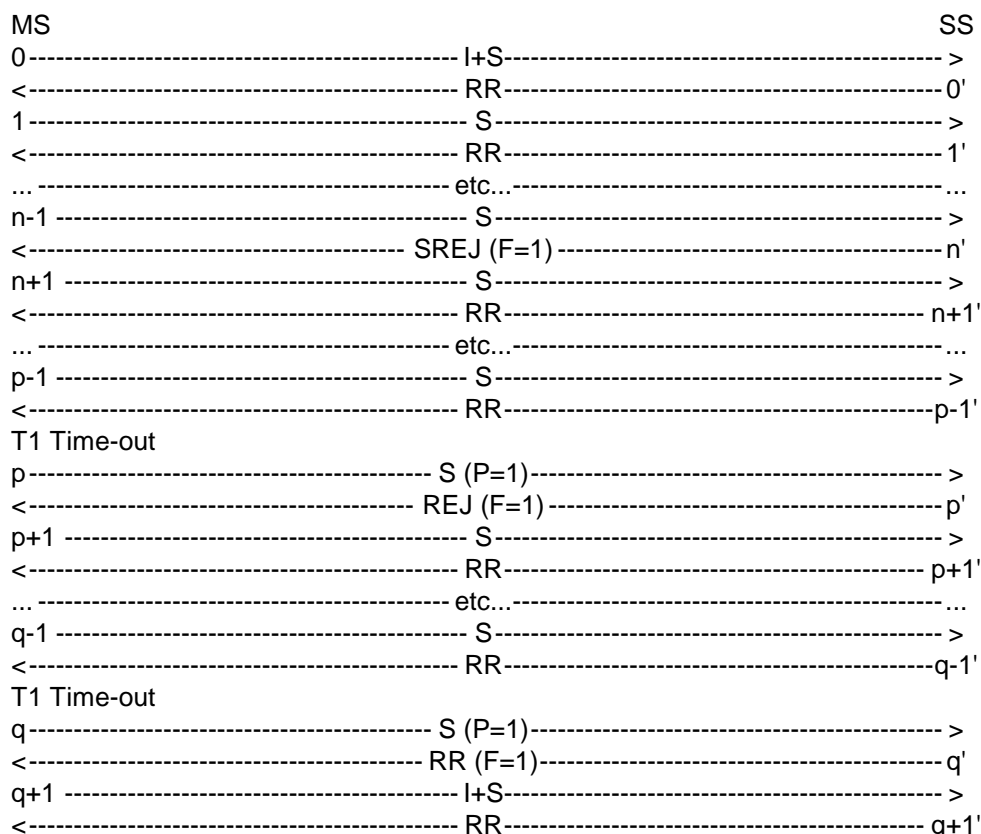 MS SS
0------------------------------------------------ I+S------------------------------------------------- >
<------------------------------------------------ RR-------------------------------------------------0'
1------------------------------------------------- S-------------------------------------------------- >
<------------------------------------------------ RR-------------------------------------------------1'
... ---------------------------------------------- etc...------------------------------------------------...
n-1 ---------------------------------------------- S-------------------------------------------------- >
<------------------------------------------ SREJ (F=1) -------------------------------------------n'
n+1 --------------------------------------------- S-------------------------------------------------- >
<------------------------------------------------ RR----------------------------------------------- n+1'
... ---------------------------------------------- etc...------------------------------------------------...
p-1 ---------------------------------------------- S-------------------------------------------------- >
<------------------------------------------------ RR------------------------------------------------p-1'
T1 Time-out
p--------------------------------------------- S (P=1)---------------------------------------------- >
<------------------------------------------- REJ (F=1) --------------------------------------------p'
p+1 --------------------------------------------- S-------------------------------------------------- >
<------------------------------------------------ RR----------------------------------------------- p+1'
... ---------------------------------------------- etc...------------------------------------------------...
q-1 ---------------------------------------------- S-------------------------------------------------- >
<------------------------------------------------ RR------------------------------------------------q-1'
T1 Time-out
q--------------------------------------------- S (P=1)---------------------------------------------- >
<-------------------------------------------- RR (F=1)---------------------------------------------q'
q+1 -------------------------------------------- I+S------------------------------------------------- >
<------------------------------------------------ RR----------------------------------------------- q+1'